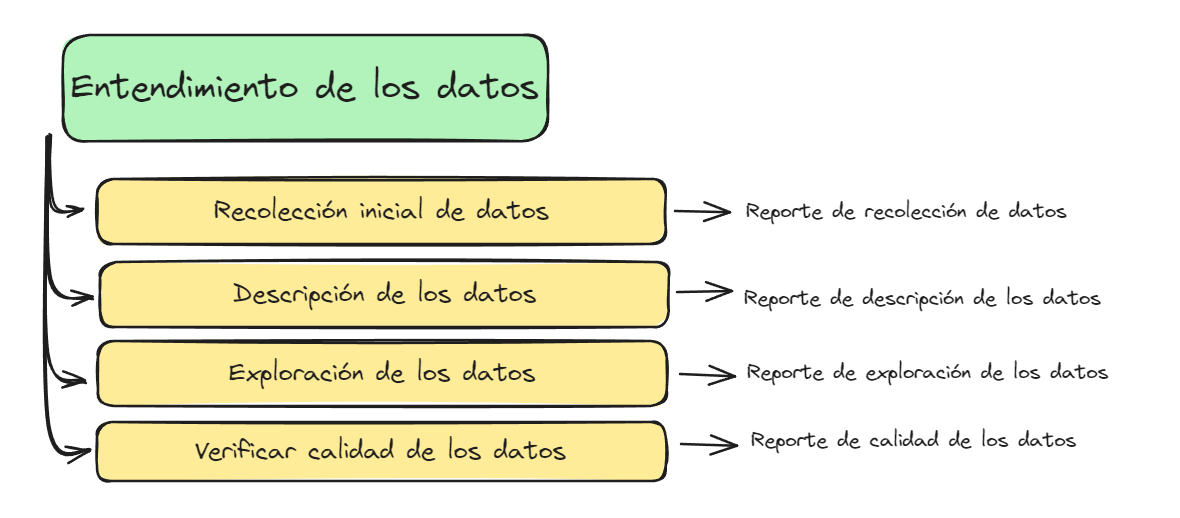 Entendimiento de los datos
Recolección inicial de datos
Reporte de recolección de datos
Descripción de los datos
Reporte de descripción de los datos
Exploración de los datos
Reporte de exploración de los datos
Verificar calidad de los datos
Reporte de calidad de los datos